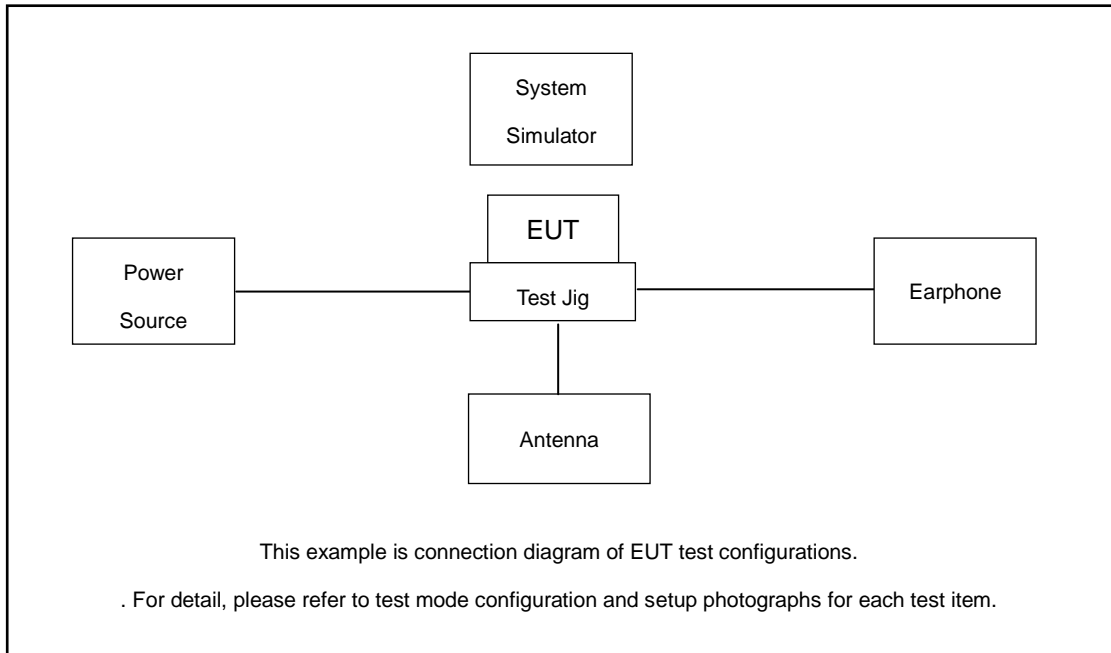 System
Simulator
EUT
Power
Source
Test Jig
Earphone
Antenna
This example is connection diagram of EUT test configurations.
. For detail, please refer to test mode configuration and setup photographs for each test item.